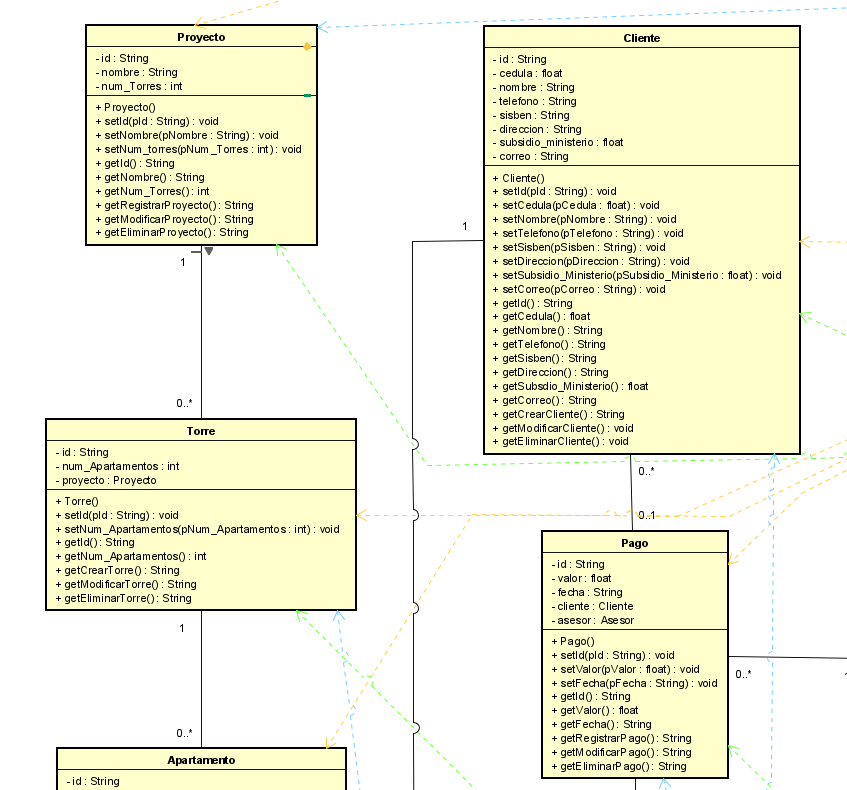 Proyecto
- id : String
- nombre : String
- num_Torres : int
+ Proyecto()
+ setId(pId : String) : void
+ setNombre(pNombre : String) : void
+ setNum_torres(pNum_Torres : int) : void
+ getId() : String
+ getNombre() : String
+ getNum_Torres() : int
+ getRegistrarProyecto() : String
+ getModificarProyecto() : String
+ getEliminarProyecto() : String
1
0..*
Torre
- id : String
- num_Apartamentos : int
- proyecto : Proyecto
+ Torre()
+ setId(pId : String) : void
+ setNum_Apartamentos(pNum_Apartamentos : int) : void
+ getId() : String
+ getNum_Apartamentos() : int
+ getCrearTorre() : String
+ getModificarTorre() : String
+ getEliminarTorre() : String
1
0..*
Apartamento
- id : String
Cliente
- id : String
- cedula : float
- nombre : String
- telefono : String
- sisben : String
- direccion : String
- subsidio_ministerio : float
- correo : String
+ Cliente()
+ setId(pId : String) : void
+ setCedula(pCedula : float) : void
+ setNombre(pNombre : String) : void
+ setTelefono(pTelefono : String) : void
+ setSisben(pSisben : String) : void
+ setDireccion(pDireccion : String) : void
+ setSubsidio_Ministerio(pSubsidio_Ministerio : float) : void
+ setCorreo(pCorreo : String) : void
+ getId() : String
+ getCedula() : float
+ getNombre() : String
+ getTelefono() : String
+ getSisben() : String
+ getDireccion() : String
+ getSubsdio_Ministerio() : float
+ getCorreo() : String
+ getCrearCliente() : String
+ getModificarCliente() : void
+ getEliminarCliente() : void
1
0..*
0..1
Pago
- id : String
- valor : float
- fecha : String
- cliente : Cliente
- asesor : Asesor
+ Pago()
+ setId(pId : String) : void
+ setValor(pValor : float) : void
+ setFecha(pFecha : String) : void
+ getId() : String
+ getValor() : float
+ getFecha() : String
+ getRegistrarPago() : String
+ getModificarPago() : String
+ getEliminarPago() : String
0..*